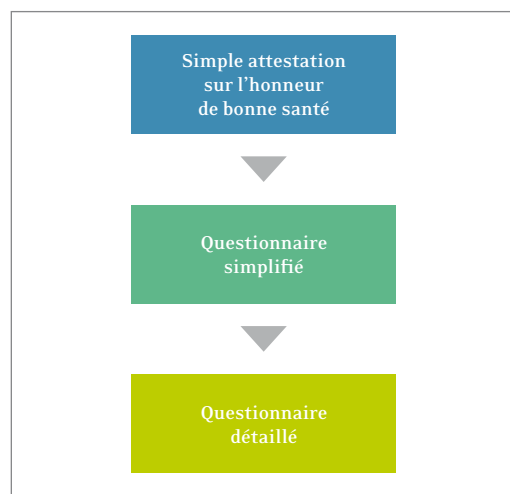 Simple attestation
sur l’honneur
de bonne santé
Questionnaire
simplifié
Questionnaire
détaillé